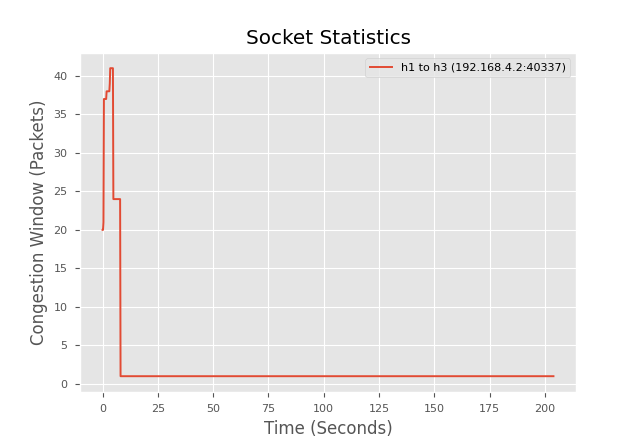 Socket Statistics
h1 to h3 (192.168.4.2:40337)
Congestion Window (Packets)
40
35
30
25
20
15
10
5
0
0 25 50 75 100 125 150 175 200
Time (Seconds)